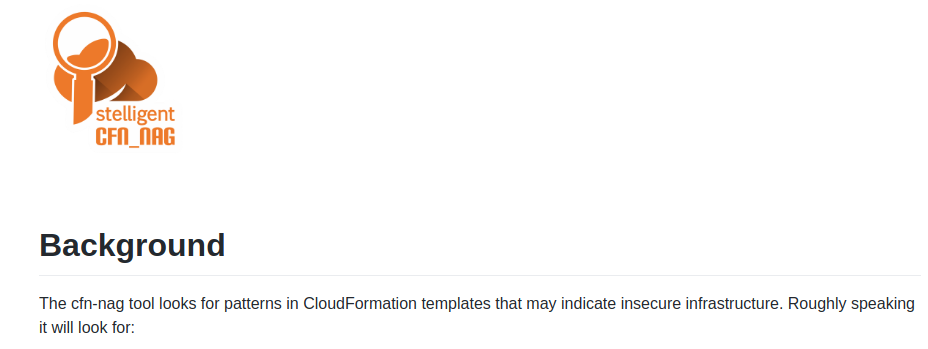 stelligent
CFN_NAG
Background
The cfn-nag tool looks for patterns in CloudFormation templates that may indicate insecure infrastructure. Roughly speaking
it will look for: